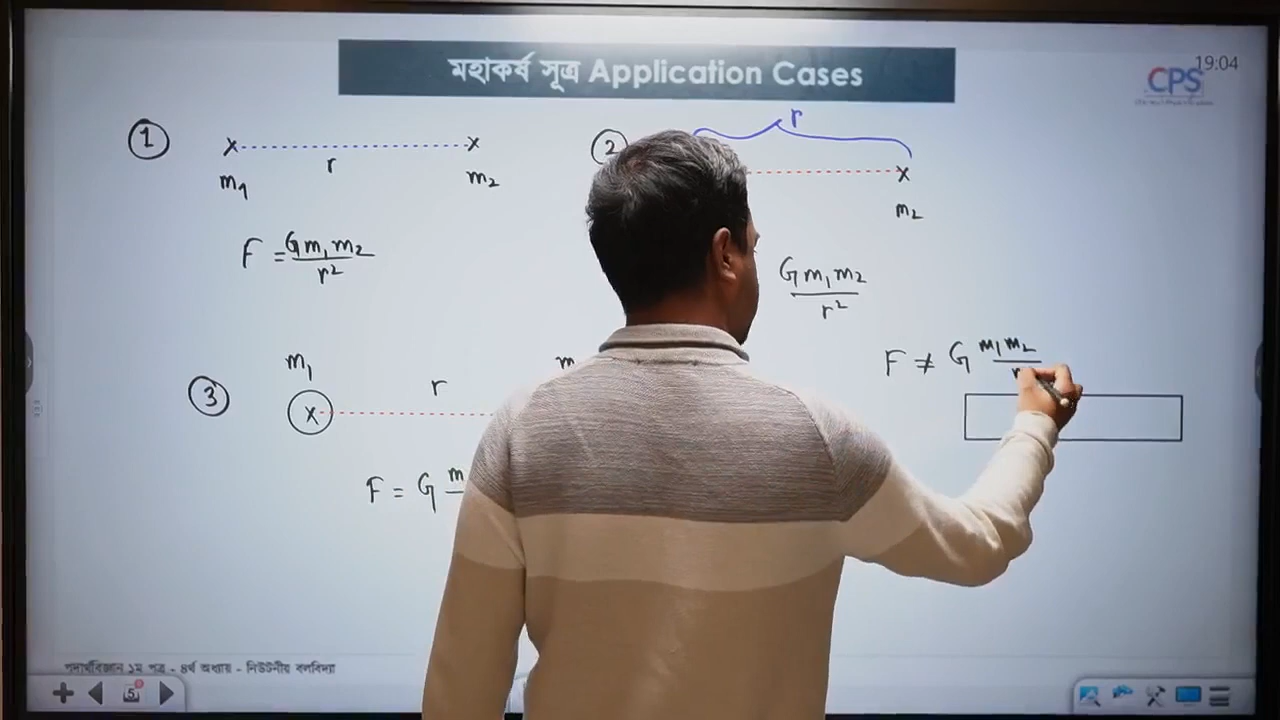 মহাকর্ষ সূত্র Application Cases
19:04
CPS
1
r
m1
m2
F = Gm1m2/r²
2
r
m2
Gm1m2/r²
3
m1
r
m
F = G m
F ≠ G m1m2/r
পদার্থবিজ্ঞান ১ম পত্র - ৪র্থ অধ্যায় - নিউটনীয় বলবিদ্যা
5